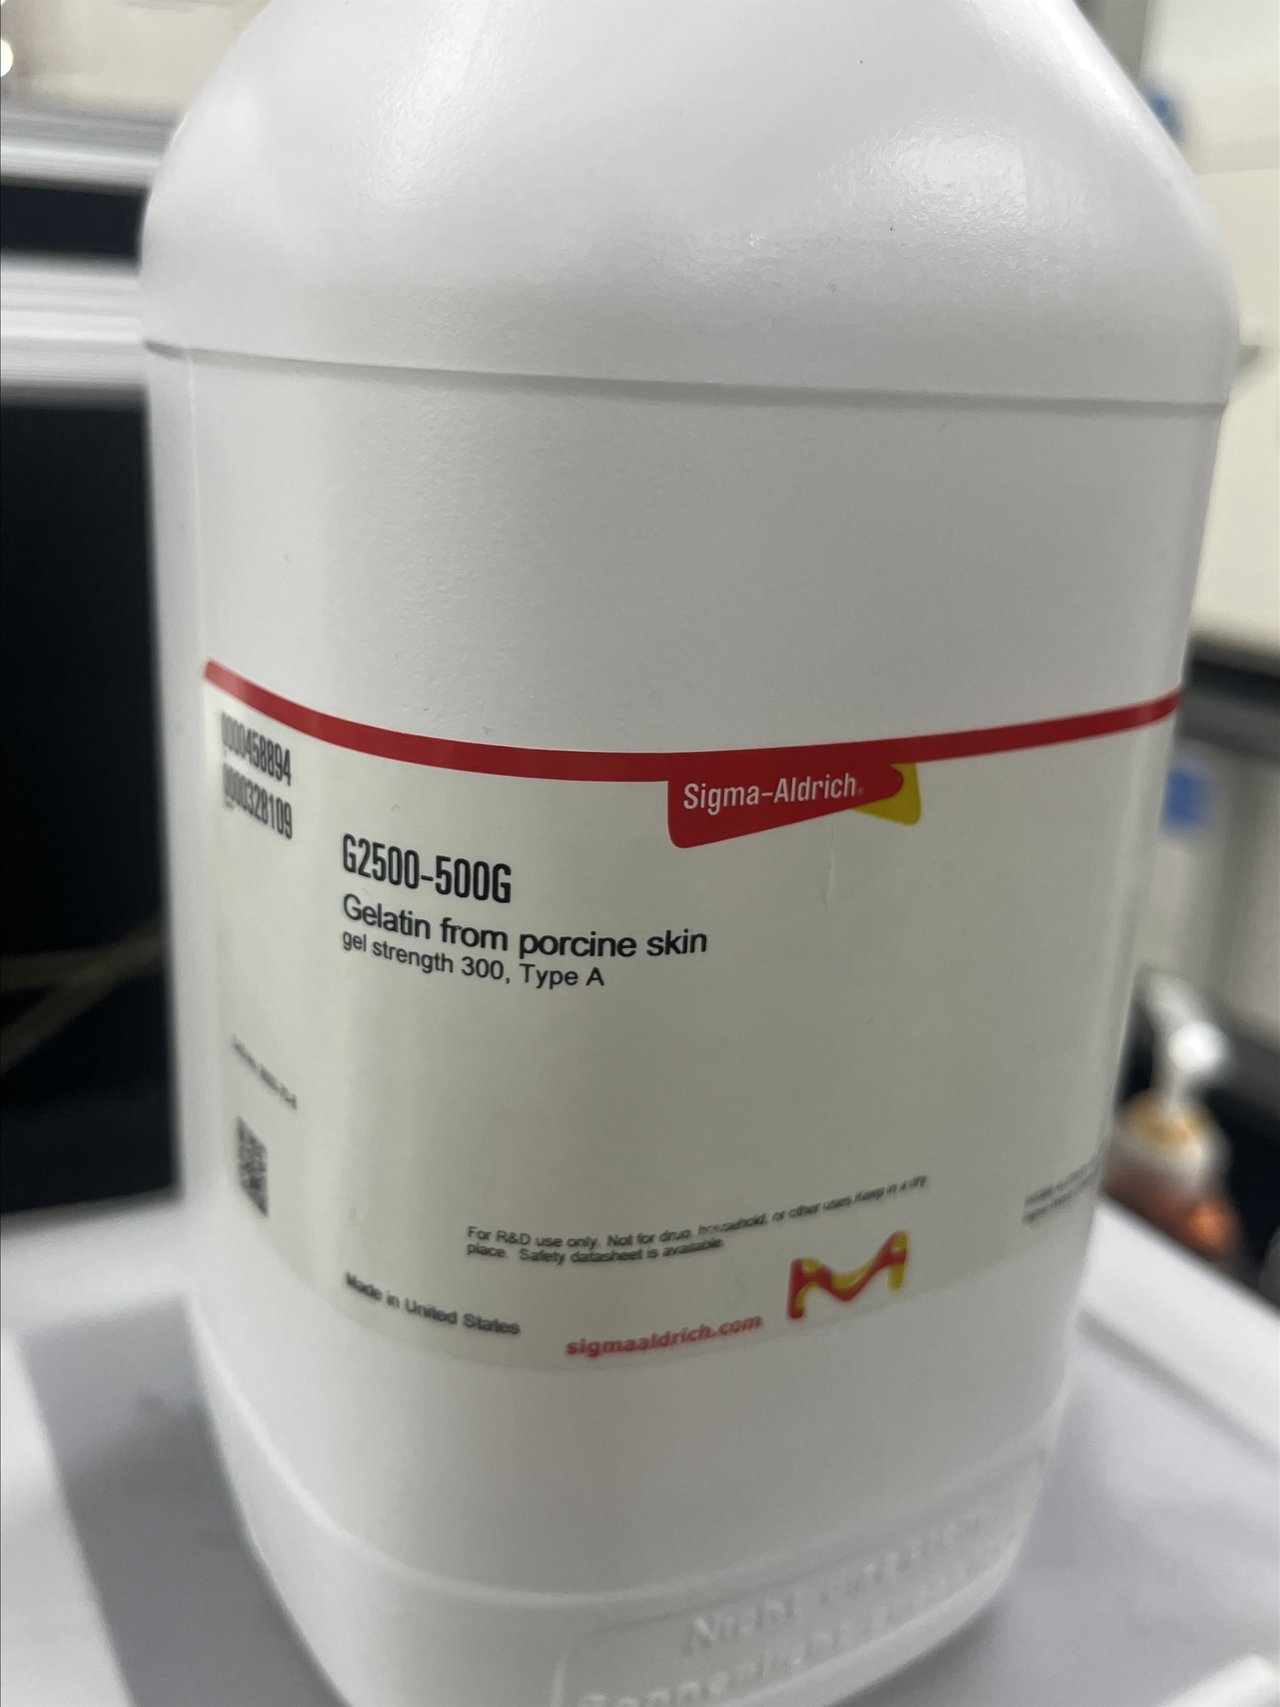 0000458894
0000328109
Sigma-Aldrich®
G2500-500G
Gelatin from porcine skin
gel strength 300, Type A
For R&D use only. Not for drug, household, or other uses. Keep in a dry
place. Safety datasheet is available.
Made in United States
sigmaaldrich.com
Nicht